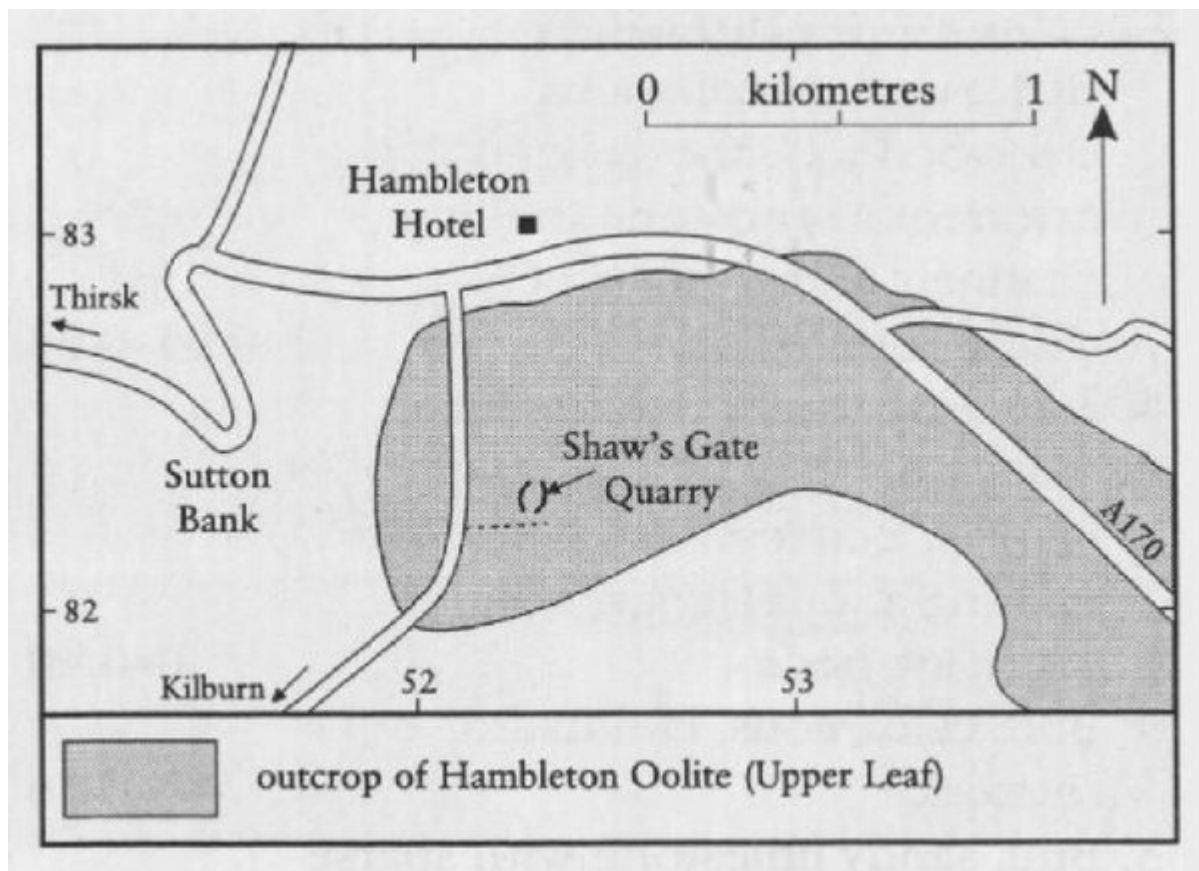 0 kilometres 1 N
Hambleton
Hotel
83
Thirsk
Shaw's Gate
Quarry
Sutton
Bank
A170
82
Kilburn
52
53
outcrop of Hambleton Oolite (Upper Leaf)